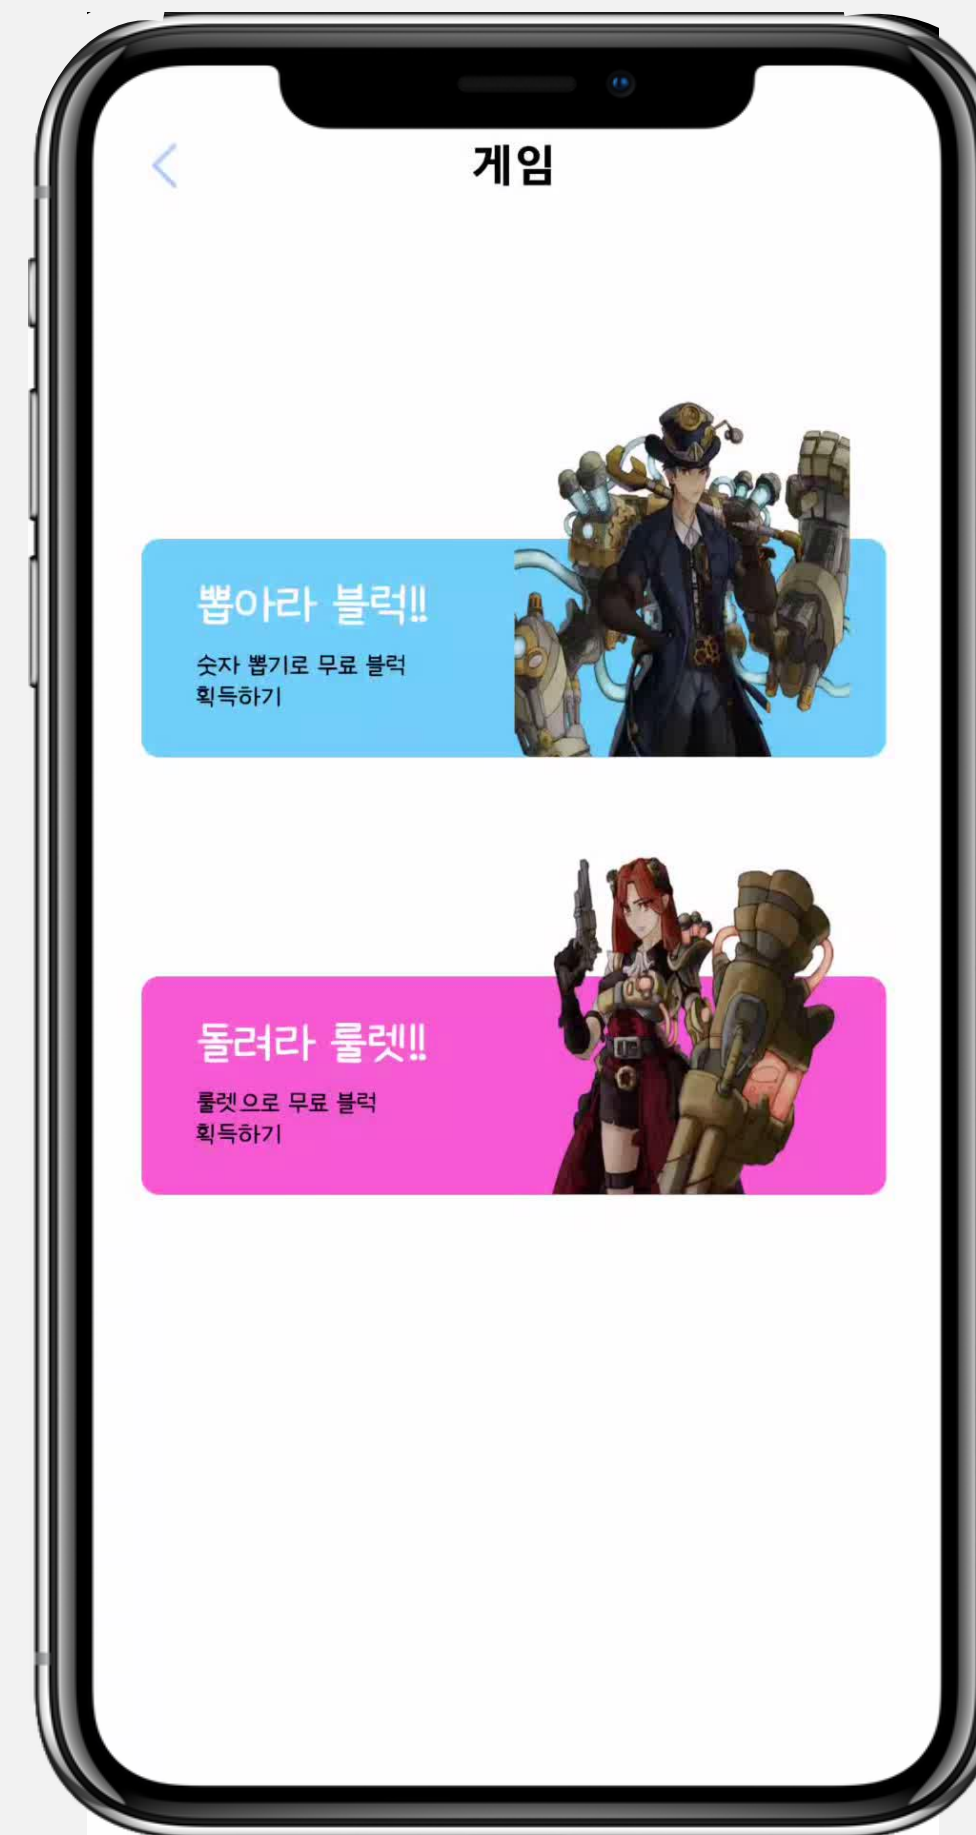 게임
뽑아라 블럭!!
숫자 뽑기로 무료 블럭
획득하기
돌려라 룰렛!!
룰렛으로 무료 블럭
획득하기